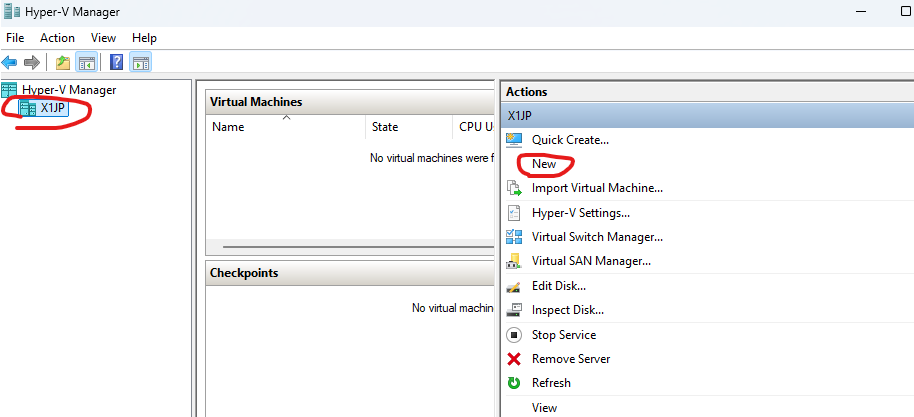 Hyper-V Manager
File Action View Help
Hyper-V Manager
X1JP
Virtual Machines
Name State CPU U
No virtual machines were f
Checkpoints
No virtual machin
Actions
X1JP
Quick Create...
New
Import Virtual Machine...
Hyper-V Settings...
Virtual Switch Manager...
Virtual SAN Manager...
Edit Disk...
Inspect Disk...
Stop Service
Remove Server
Refresh
View